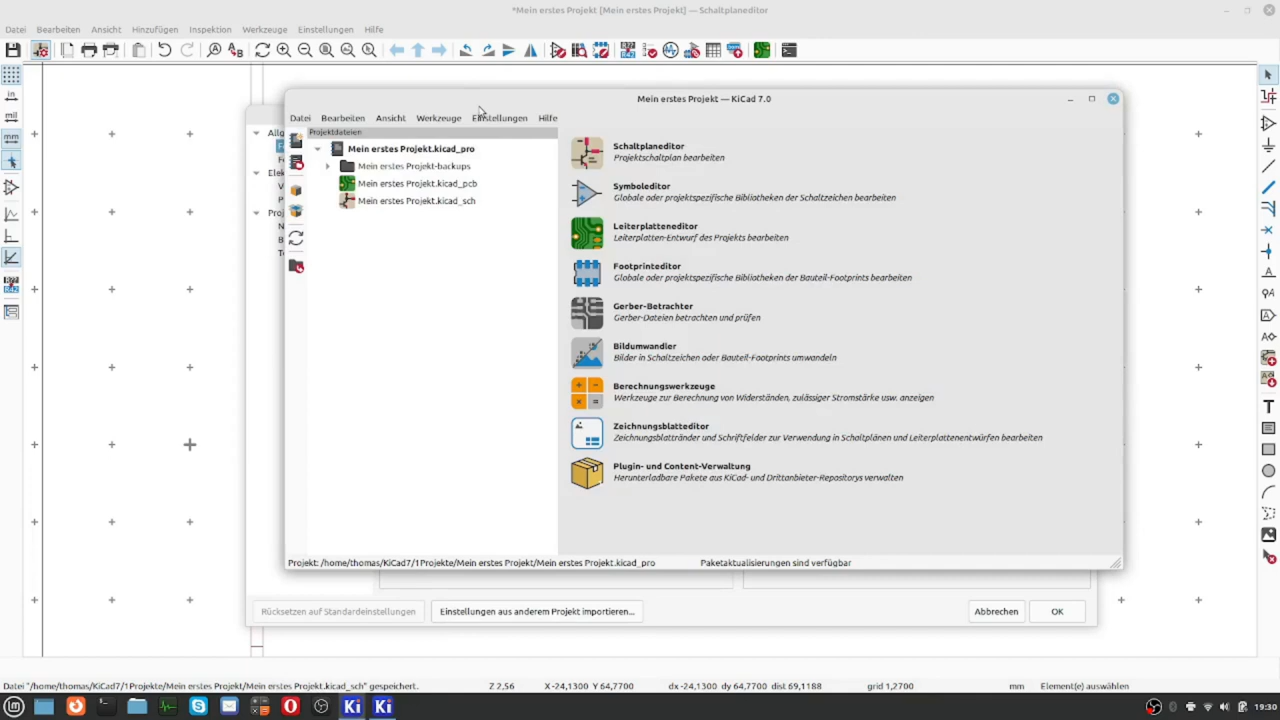 *Mein erstes Projekt [Mein erstes Projekt] — Schaltplaneditor
Datei Bearbeiten Ansicht Hinzufügen Inspektion Werkzeuge Einstellungen Hilfe
in
mil
mm
Mein erstes Projekt — KiCad 7.0
Datei Bearbeiten Ansicht Werkzeuge Einstellungen Hilfe
Projektdateien
Mein erstes Projekt.kicad_pro
Mein erstes Projekt-backups
Mein erstes Projekt.kicad_pcb
Mein erstes Projekt.kicad_sch
Schaltplaneditor
Projektschaltplan bearbeiten
Symboleditor
Globale oder projektspezifische Bibliotheken der Schaltzeichen bearbeiten
Leiterplatteneditor
Leiterplatten-Entwurf des Projekts bearbeiten
Footprinteditor
Globale oder projektspezifische Bibliotheken der Bauteil-Footprints bearbeiten
Gerber-Betrachter
Gerber-Dateien betrachten und prüfen
Bildumwandler
Bilder in Schaltzeichen oder Bauteil-Footprints umwandeln
Berechnungswerkzeuge
Werkzeuge zur Berechnung von Widerständen, zulässiger Stromstärke usw. anzeigen
Zeichnungsblatteditor
Zeichnungsblattränder und Schriftfelder zur Verwendung in Schaltplänen und Leiterplattenentwürfen bearbeiten
Plugin- und Content-Verwaltung
Herunterladbare Pakete aus KiCad- und Drittanbieter-Repositorys verwalten
Projekt: /home/thomas/KiCad7/1Projekte/Mein erstes Projekt/Mein erstes Projekt.kicad_pro Paketaktualisierungen sind verfügbar
Rücksetzen auf Standardeinstellungen Einstellungen aus anderem Projekt importieren... Abbrechen OK
Datei "/home/thomas/KiCad7/1Projekte/Mein erstes Projekt/Mein erstes Projekt.kicad_sch" gespeichert. Z 2,56 X -24,1300 Y 64,7700 dx -24,1300 dy 64,7700 dist 69,1188 grid 1,2700 mm Element(e) auswählen
19:30